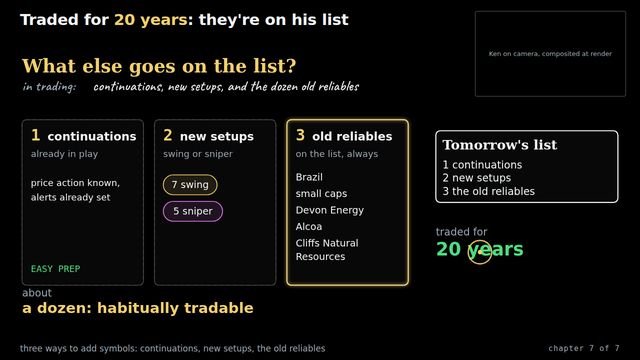 Traded for 20 years: they're on his list
Ken on camera, composited at render
What else goes on the list?
in trading: continuations, new setups, and the dozen old reliables
1 continuations
already in play
price action known,
alerts already set
EASY PREP
2 new setups
swing or sniper
7 swing
5 sniper
3 old reliables
on the list, always
Brazil
small caps
Devon Energy
Alcoa
Cliffs Natural
Resources
Tomorrow's list
1 continuations
2 new setups
3 the old reliables
traded for
20 years
about
a dozen: habitually tradable
three ways to add symbols: continuations, new setups, the old reliables
chapter 7 of 7